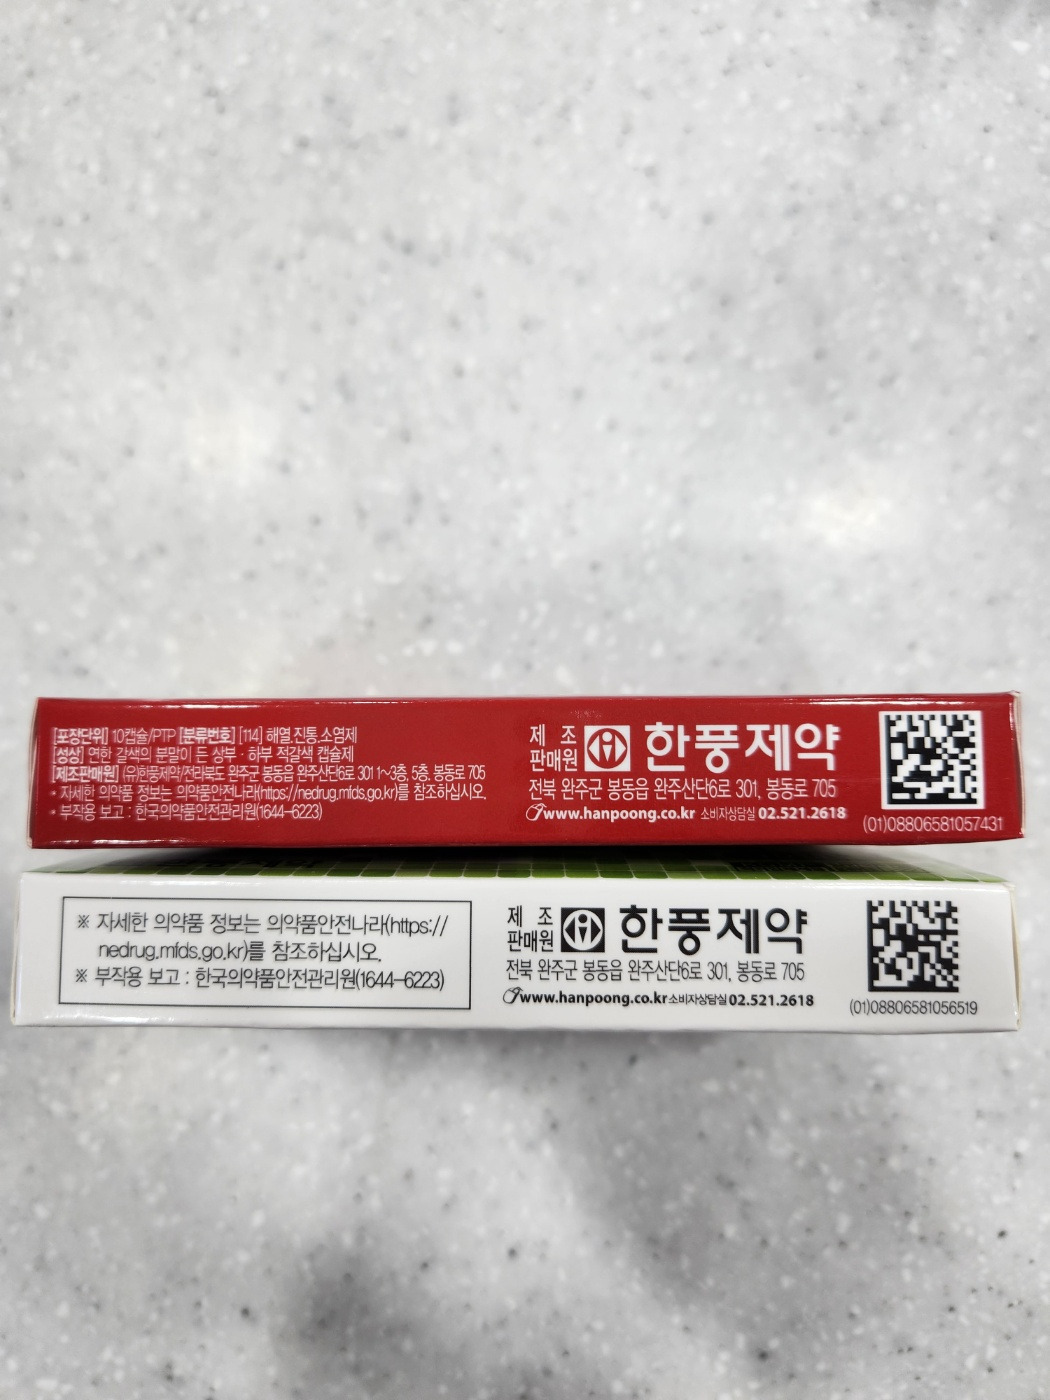 [포장단위] 10캡슐/PTP [분류번호] [114] 해열.진통.소염제
[성상] 연한 갈색의 분말이 든 상부·하부 적갈색 캡슐제
[제조판매원] (유)한풍제약/전라북도 완주군 봉동읍 완주산단6로 301 1~3층, 5층, 봉동로 705
* 자세한 의약품 정보는 의약품안전나라(https://nedrug.mfds.go.kr)를 참조하십시오.
* 부작용 보고 : 한국의약품안전관리원(1644-6223)
제 조
판매원
한풍제약
전북 완주군 봉동읍 완주산단6로 301, 봉동로 705
www.hanpoong.co.kr 소비자상담실 02.521.2618
(01)08806581057431
※ 자세한 의약품 정보는 의약품안전나라(https://
nedrug.mfds.go.kr)를 참조하십시오.
※ 부작용 보고 : 한국의약품안전관리원(1644-6223)
제 조
판매원
한풍제약
전북 완주군 봉동읍 완주산단6로 301, 봉동로 705
www.hanpoong.co.kr 소비자상담실 02.521.2618
(01)08806581056519